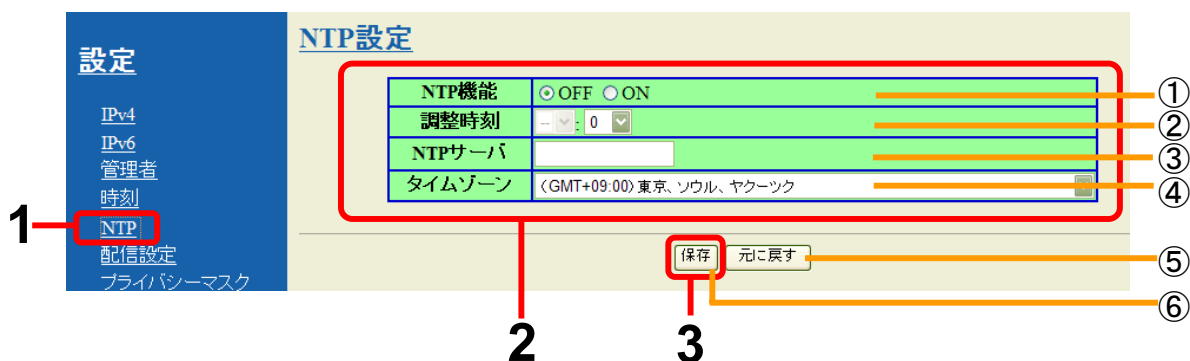 設定
IPv4
IPv6
管理者
時刻
NTP
配信設定
プライバシーマスク
NTP設定
NTP機能 OFF ON
調整時刻 -- : 0
NTPサーバ
タイムゾーン (GMT+09:00) 東京、ソウル、ヤクーツク
保存 元に戻す
①
②
③
④
⑤
⑥
1
2
3